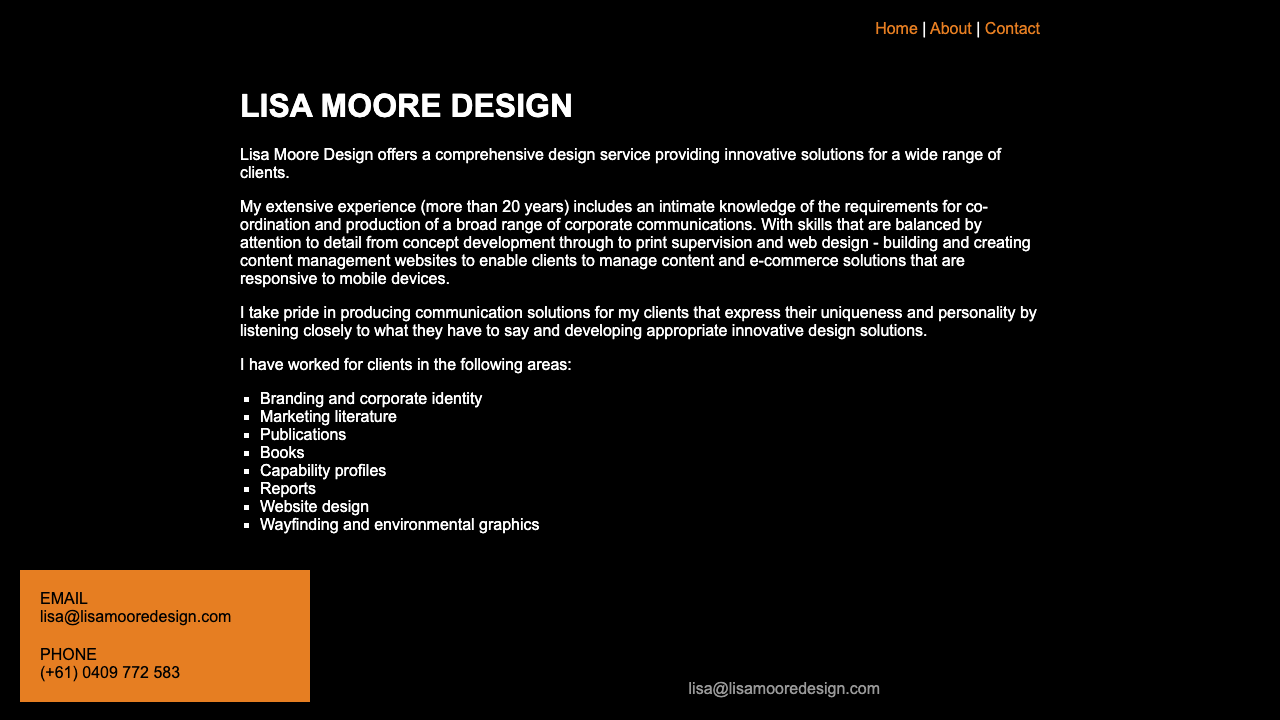 Home | About | Contact
LISA MOORE DESIGN
Lisa Moore Design offers a comprehensive design service providing innovative solutions for a wide range of
clients.
My extensive experience (more than 20 years) includes an intimate knowledge of the requirements for co-
ordination and production of a broad range of corporate communications. With skills that are balanced by
attention to detail from concept development through to print supervision and web design - building and creating
content management websites to enable clients to manage content and e-commerce solutions that are
responsive to mobile devices.
I take pride in producing communication solutions for my clients that express their uniqueness and personality by
listening closely to what they have to say and developing appropriate innovative design solutions.
I have worked for clients in the following areas:
Branding and corporate identity
Marketing literature
Publications
Books
Capability profiles
Reports
Website design
Wayfinding and environmental graphics
EMAIL
lisa@lisamooredesign.com
PHONE
(+61) 0409 772 583
lisa@lisamooredesign.com